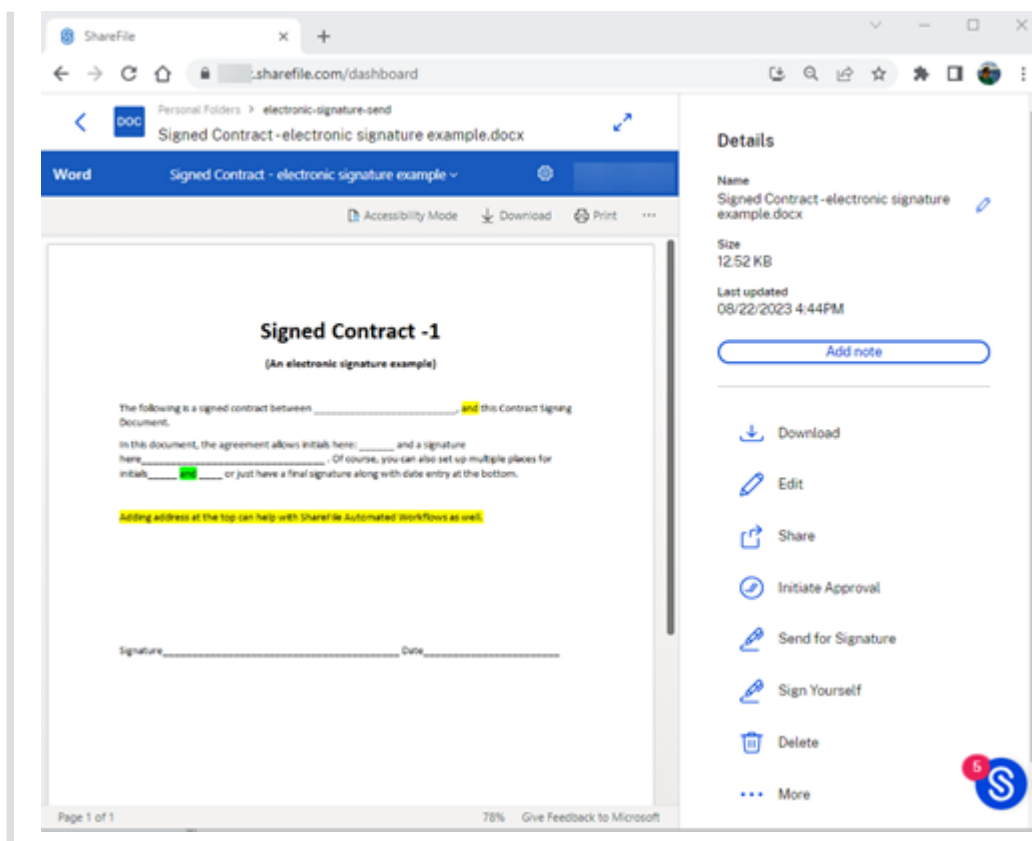 ShareFile
.sharefile.com/dashboard
DOC
Personal Folders > electronic-signature-send
Signed Contract-electronic signature example.docx
Word
Signed Contract - electronic signature example
Accessibility Mode
Download
Print
...
Signed Contract -1
(An electronic signature example)
The following is a signed contract between ____________________________, and this Contract Signing
Document.
In this document, the agreement allows initials here: _______ and a signature
here____________________________________ . Of course, you can also set up multiple places for
initials______ and _____ or just have a final signature along with date entry at the bottom.
Adding address at the top can help with ShareFile Automated Workflows as well.
Signature______________________________________________ Date__________________________
Page 1 of 1
78%
Give Feedback to Microsoft
Details
Name
Signed Contract-electronic signature
example.docx
Size
12.52 KB
Last updated
08/22/2023 4:44PM
Add note
Download
Edit
Share
Initiate Approval
Send for Signature
Sign Yourself
Delete
More
5